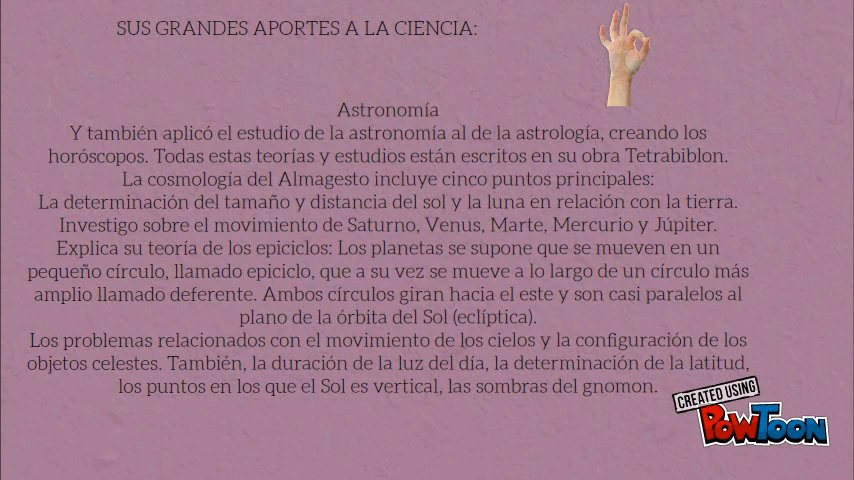 SUS GRANDES APORTES A LA CIENCIA:
Astronomía
Y también aplicó el estudio de la astronomía al de la astrología, creando los
horóscopos. Todas estas teorías y estudios están escritos en su obra Tetrabiblon.
La cosmología del Almagesto incluye cinco puntos principales:
La determinación del tamaño y distancia del sol y la luna en relación con la tierra.
Investigo sobre el movimiento de Saturno, Venus, Marte, Mercurio y Júpiter.
Explica su teoría de los epiciclos: Los planetas se supone que se mueven en un
pequeño círculo, llamado epiciclo, que a su vez se mueve a lo largo de un círculo más
amplio llamado deferente. Ambos círculos giran hacia el este y son casi paralelos al
plano de la órbita del Sol (eclíptica).
Los problemas relacionados con el movimiento de los cielos y la configuración de los
objetos celestes. También, la duración de la luz del día, la determinación de la latitud,
los puntos en los que el Sol es vertical, las sombras del gnomon.
CREATED USING
POWTOON